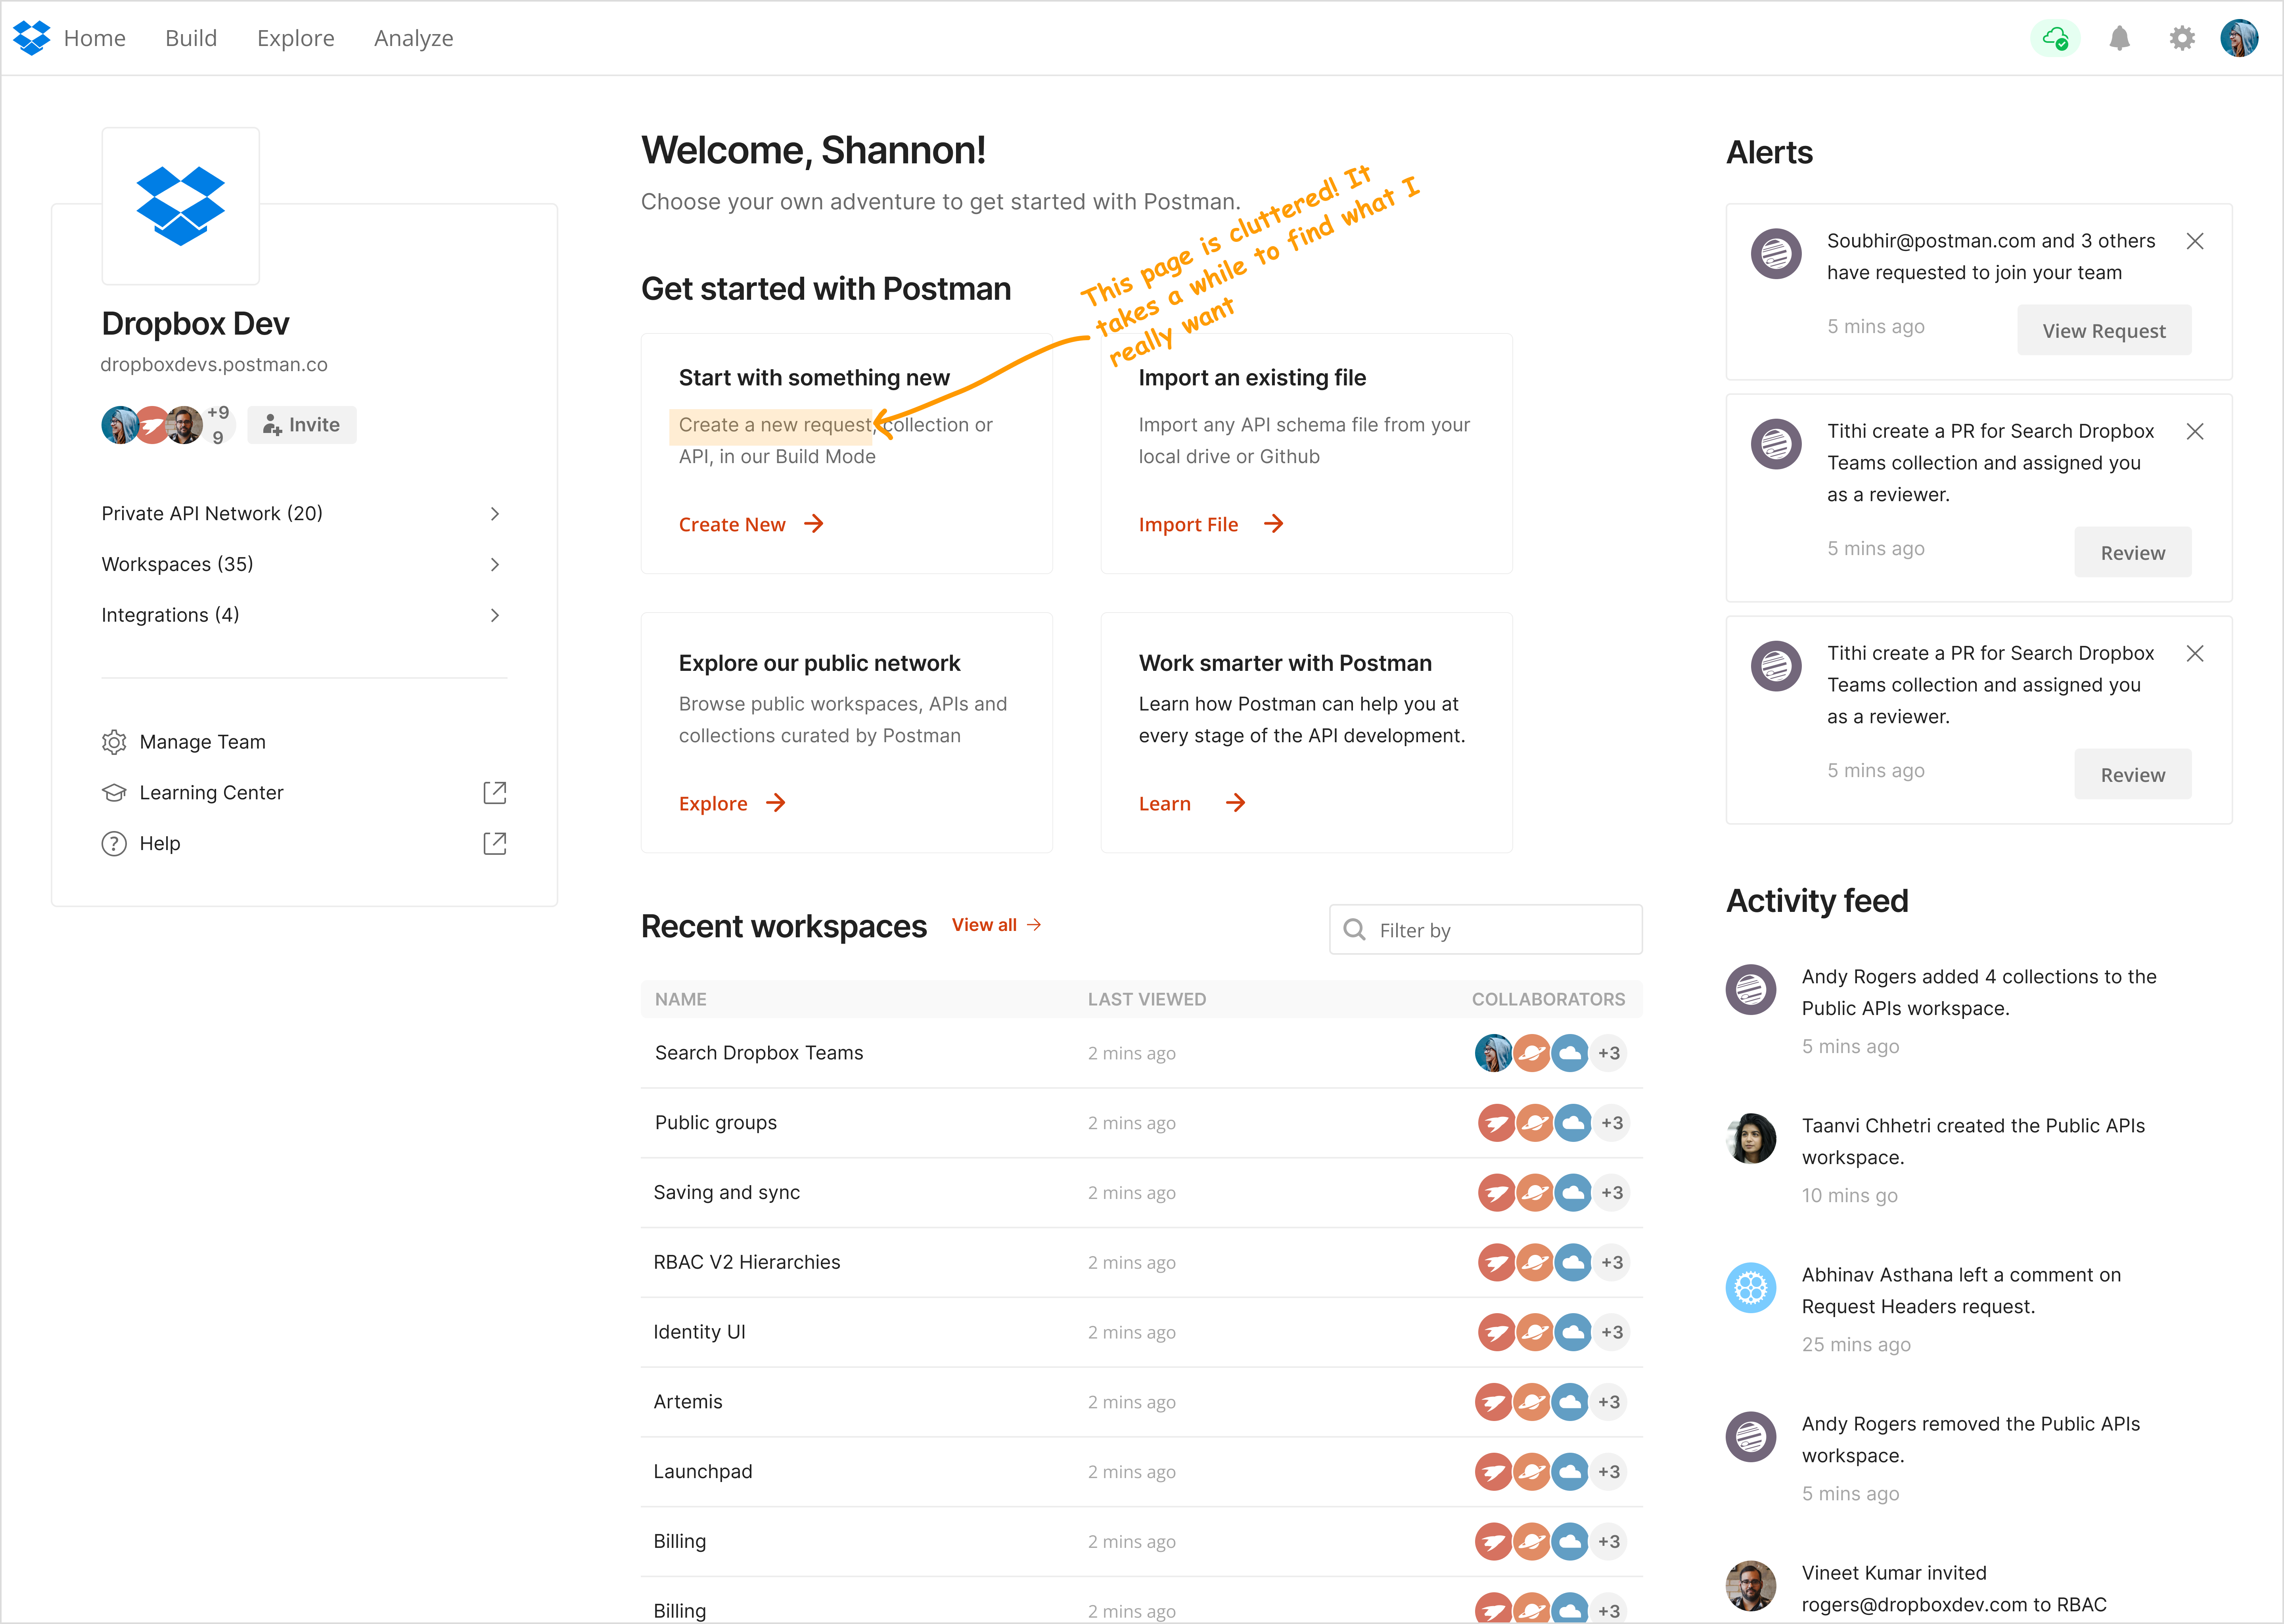 Home Build Explore Analyze
Dropbox Dev
dropboxdevs.postman.co
+9
9
Invite
Private API Network (20)
Workspaces (35)
Integrations (4)
Manage Team
Learning Center
? Help
Welcome, Shannon!
Choose your own adventure to get started with Postman.
This page is cluttered! It
takes a while to find what I
really want
Get started with Postman
Start with something new
Create a new request, collection or
API, in our Build Mode
Create New
Import an existing file
Import any API schema file from your
local drive or Github
Import File
Explore our public network
Browse public workspaces, APIs and
collections curated by Postman
Explore
Work smarter with Postman
Learn how Postman can help you at
every stage of the API development.
Learn
Recent workspaces View all
Filter by
NAME LAST VIEWED COLLABORATORS
Search Dropbox Teams 2 mins ago +3
Public groups 2 mins ago +3
Saving and sync 2 mins ago +3
RBAC V2 Hierarchies 2 mins ago +3
Identity UI 2 mins ago +3
Artemis 2 mins ago +3
Launchpad 2 mins ago +3
Billing 2 mins ago +3
Billing 2 mins ago +3
Alerts
Soubhir@postman.com and 3 others
have requested to join your team
5 mins ago View Request
Tithi create a PR for Search Dropbox
Teams collection and assigned you
as a reviewer.
5 mins ago Review
Tithi create a PR for Search Dropbox
Teams collection and assigned you
as a reviewer.
5 mins ago Review
Activity feed
Andy Rogers added 4 collections to the
Public APIs workspace.
5 mins ago
Taanvi Chhetri created the Public APIs
workspace.
10 mins go
Abhinav Asthana left a comment on
Request Headers request.
25 mins ago
Andy Rogers removed the Public APIs
workspace.
5 mins ago
Vineet Kumar invited
rogers@dropboxdev.com to RBAC